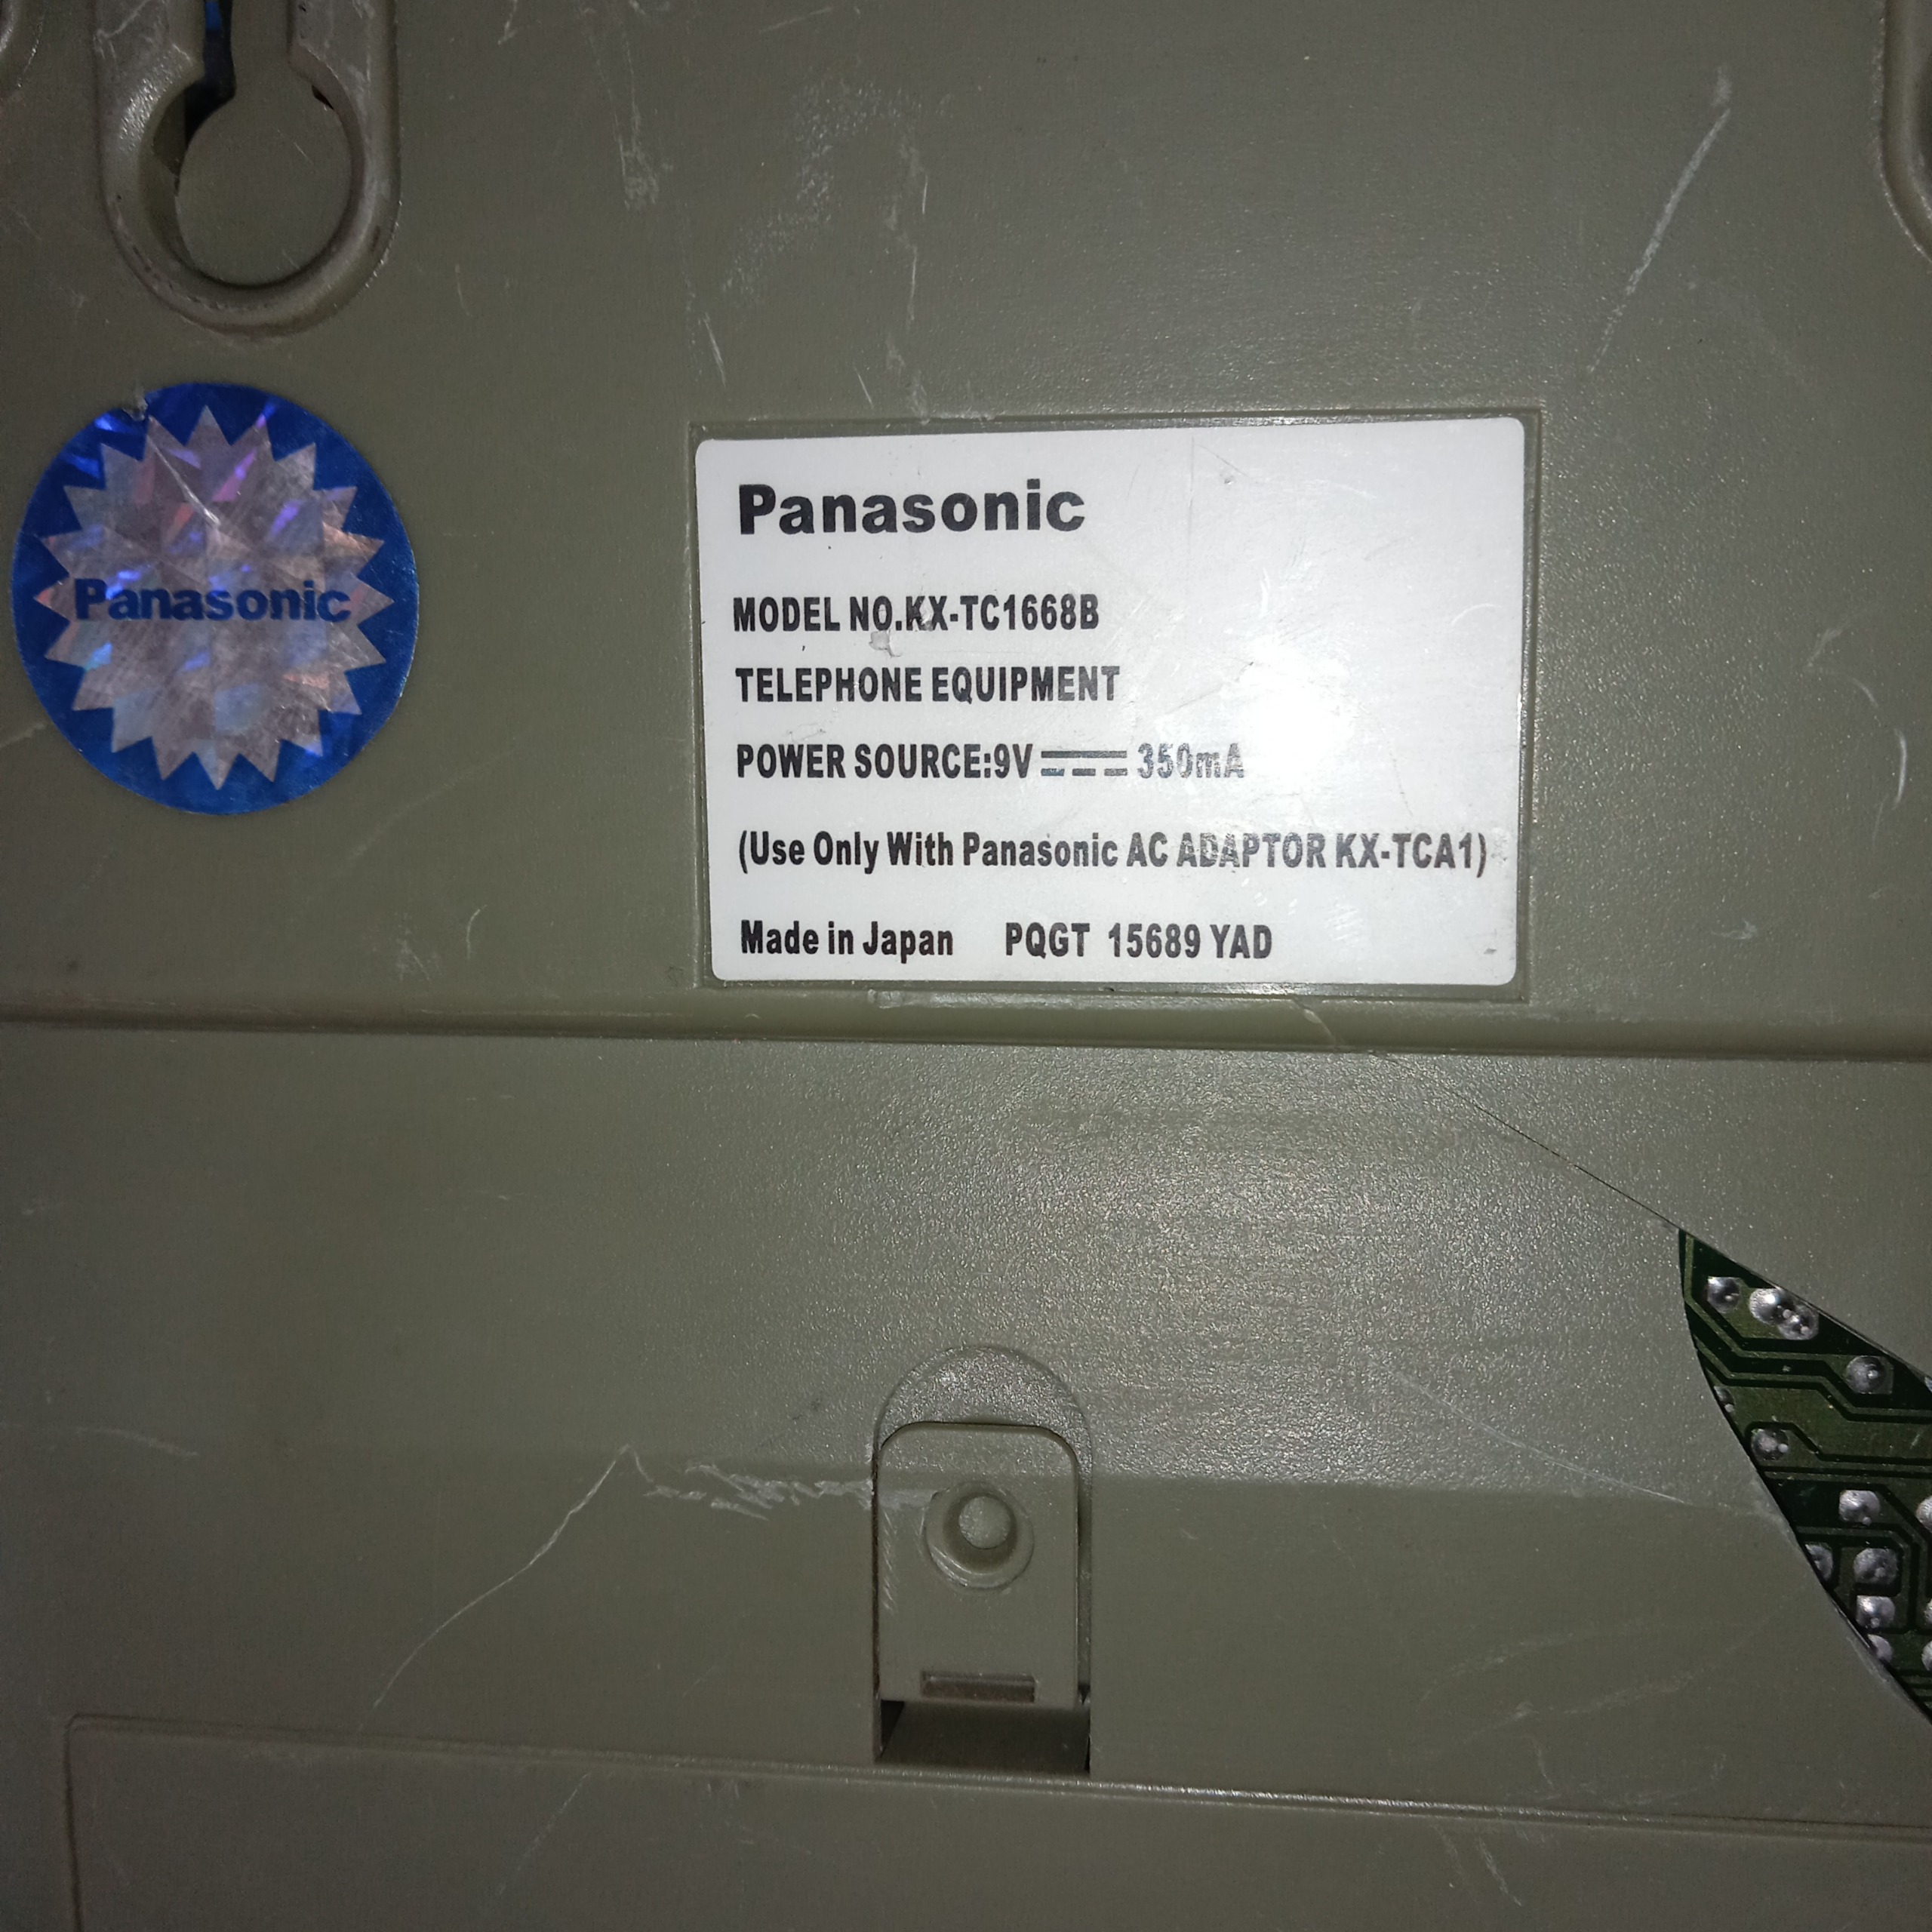 Panasonic
Panasonic
MODEL NO.KX-TC1668B
TELEPHONE EQUIPMENT
POWER SOURCE:9V ⎓ 350mA
(Use Only With Panasonic AC ADAPTOR KX-TCA1)
Made in Japan PQGT 15689 YAD